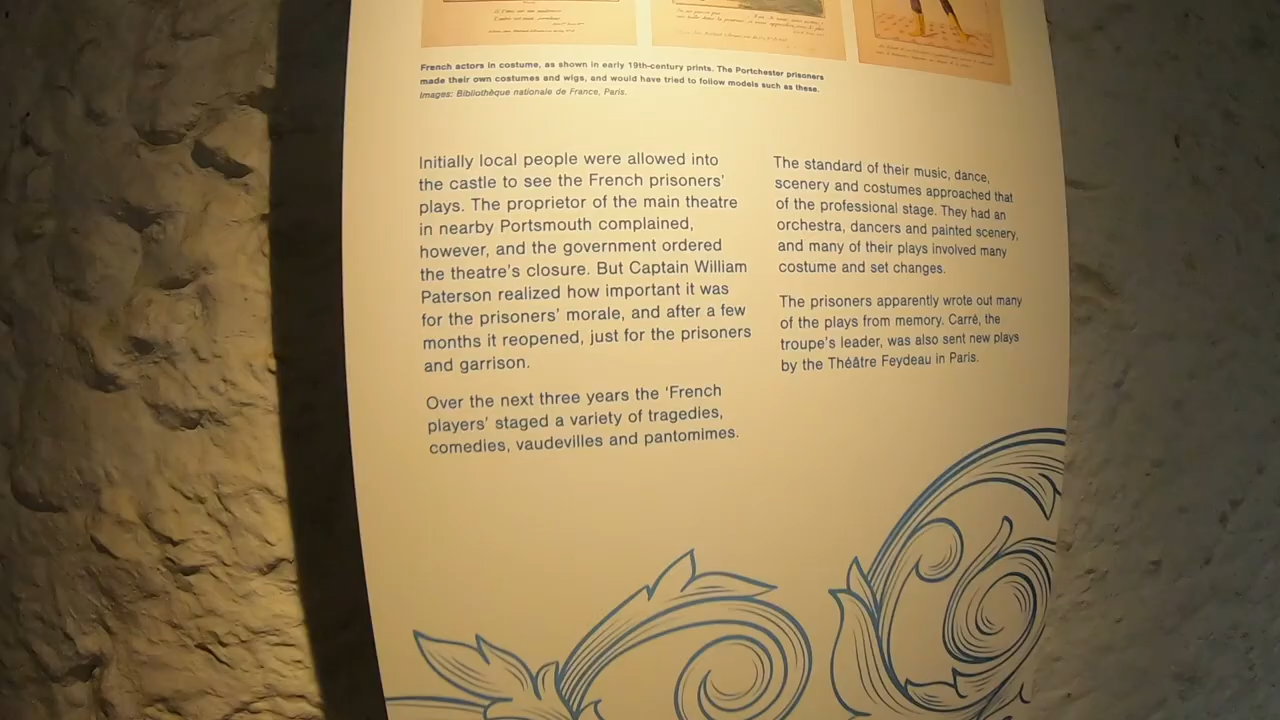 French actors in costume, as shown in early 19th-century prints. The Portchester prisoners
made their own costumes and wigs, and would have tried to follow models such as these.
Images: Bibliothèque nationale de France, Paris.
Initially local people were allowed into
the castle to see the French prisoners'
plays. The proprietor of the main theatre
in nearby Portsmouth complained,
however, and the government ordered
the theatre's closure. But Captain William
Paterson realized how important it was
for the prisoners' morale, and after a few
months it reopened, just for the prisoners
and garrison.
Over the next three years the 'French
players' staged a variety of tragedies,
comedies, vaudevilles and pantomimes.
The standard of their music, dance,
scenery and costumes approached that
of the professional stage. They had an
orchestra, dancers and painted scenery,
and many of their plays involved many
costume and set changes.
The prisoners apparently wrote out many
of the plays from memory. Carré, the
troupe's leader, was also sent new plays
by the Théâtre Feydeau in Paris.